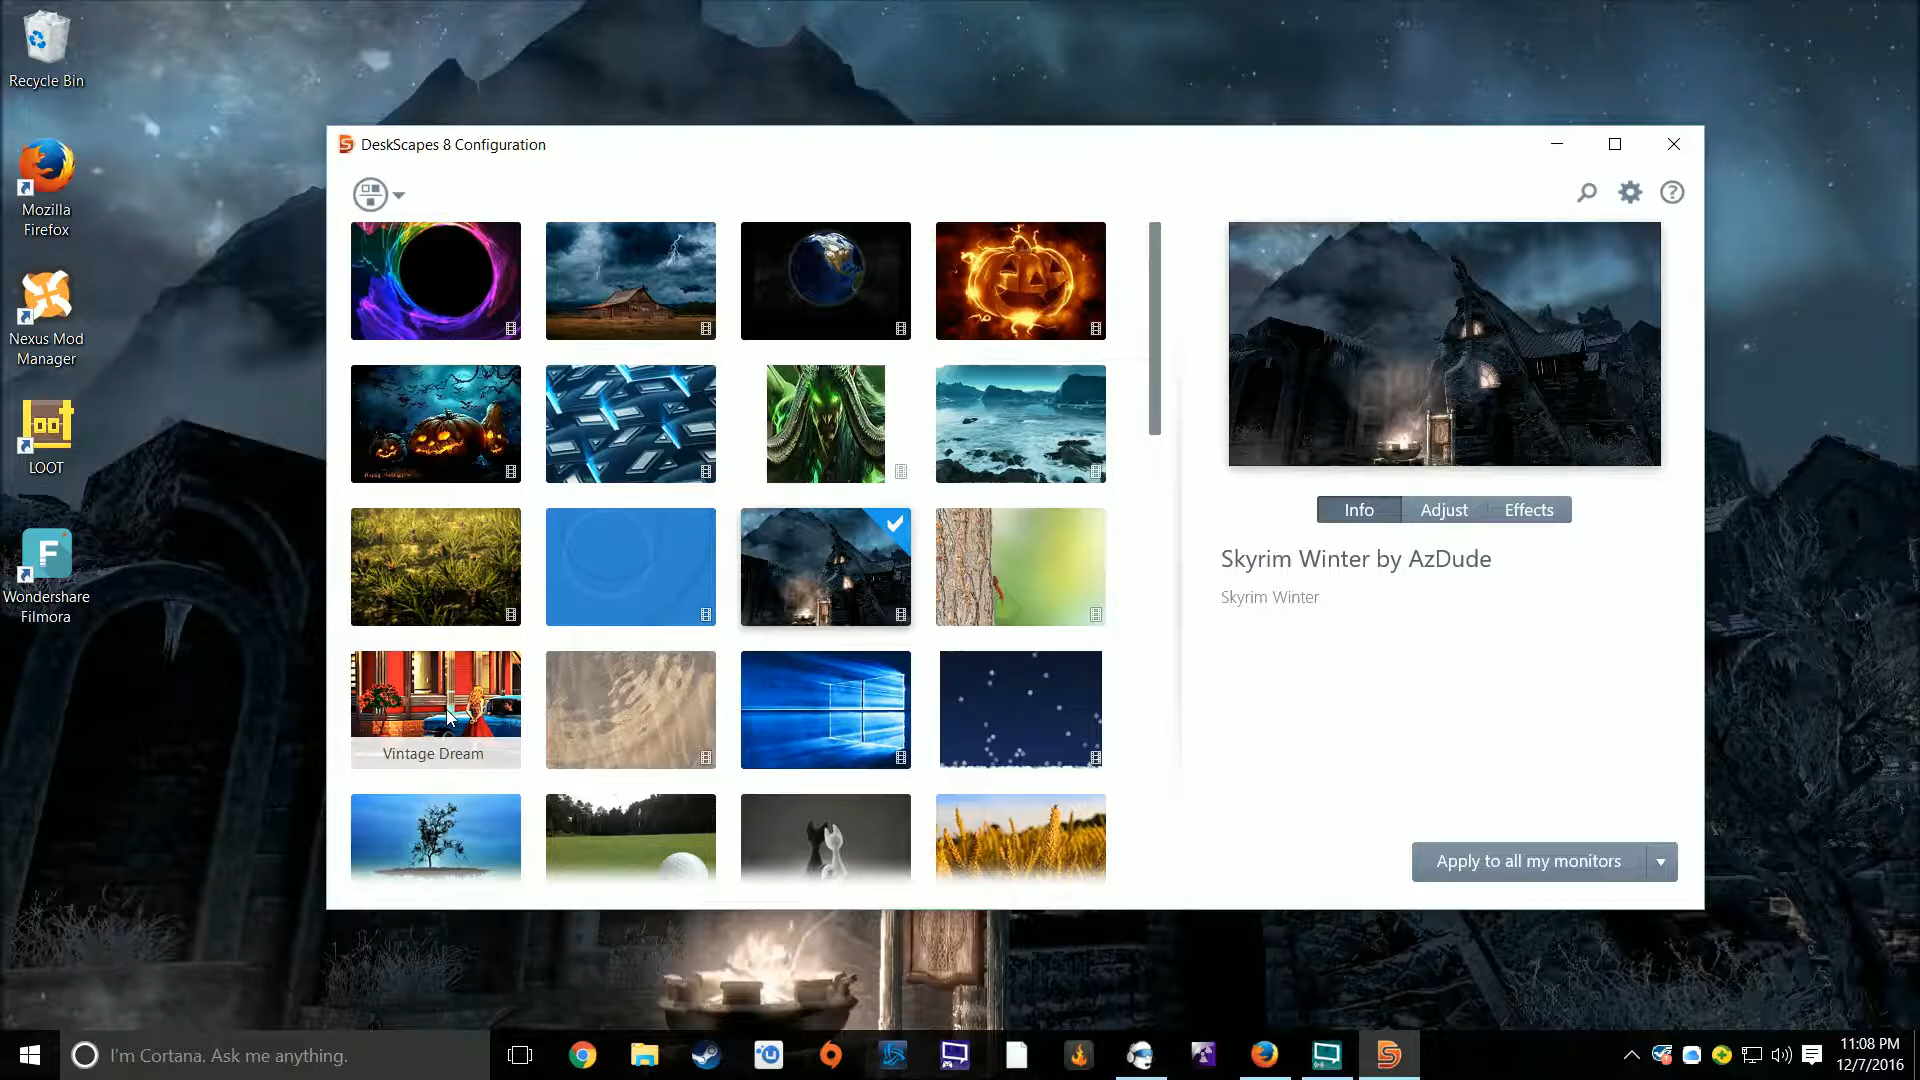 Recycle Bin
Mozilla
Firefox
Nexus Mod
Manager
LOOT
Wondershare
Filmora
DeskScapes 8 Configuration
Vintage Dream
Info
Adjust
Effects
Skyrim Winter by AzDude
Skyrim Winter
Apply to all my monitors
I'm Cortana. Ask me anything.
11:08 PM
12/7/2016